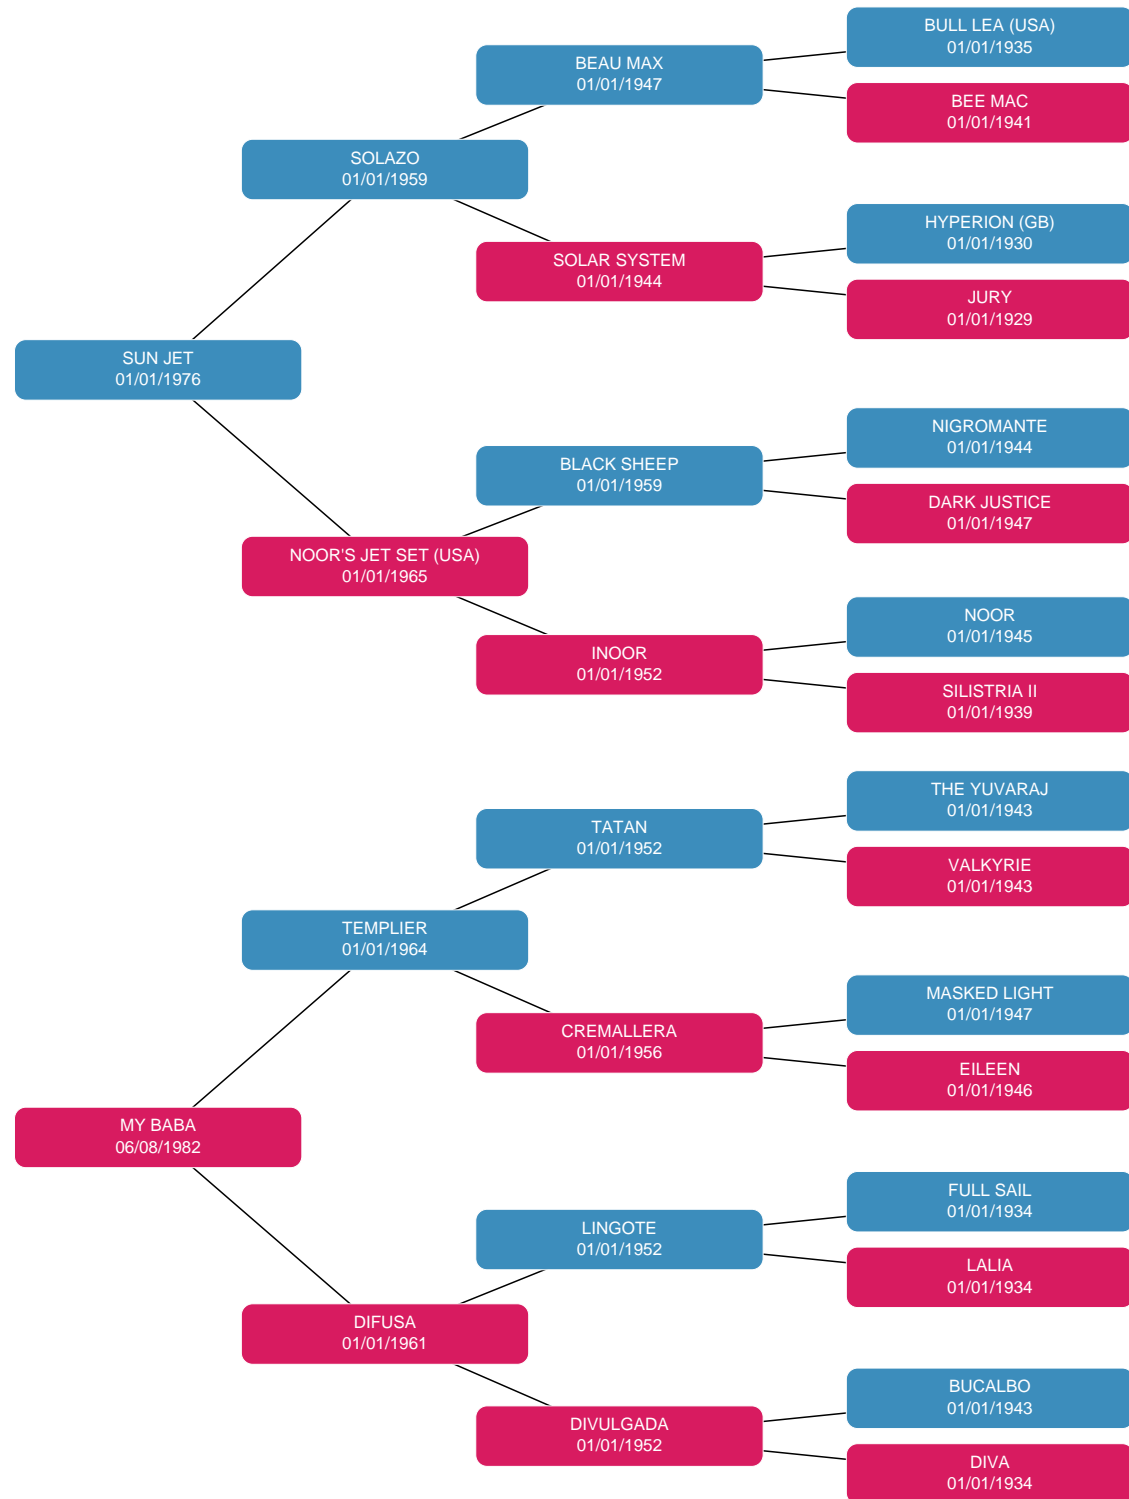 BULL LEA (USA)
01/01/1935
BEAU MAX
01/01/1947
BEE MAC
01/01/1941
SOLAZO
01/01/1959
HYPERION (GB)
01/01/1930
SOLAR SYSTEM
01/01/1944
JURY
01/01/1929
SUN JET
01/01/1976
NIGROMANTE
01/01/1944
BLACK SHEEP
01/01/1959
DARK JUSTICE
01/01/1947
NOOR'S JET SET (USA)
01/01/1965
NOOR
01/01/1945
INOOR
01/01/1952
SILISTRIA II
01/01/1939
THE YUVARAJ
01/01/1943
TATAN
01/01/1952
VALKYRIE
01/01/1943
TEMPLIER
01/01/1964
MASKED LIGHT
01/01/1947
CREMALLERA
01/01/1956
EILEEN
01/01/1946
MY BABA
06/08/1982
FULL SAIL
01/01/1934
LINGOTE
01/01/1952
LALIA
01/01/1934
DIFUSA
01/01/1961
BUCALBO
01/01/1943
DIVULGADA
01/01/1952
DIVA
01/01/1934